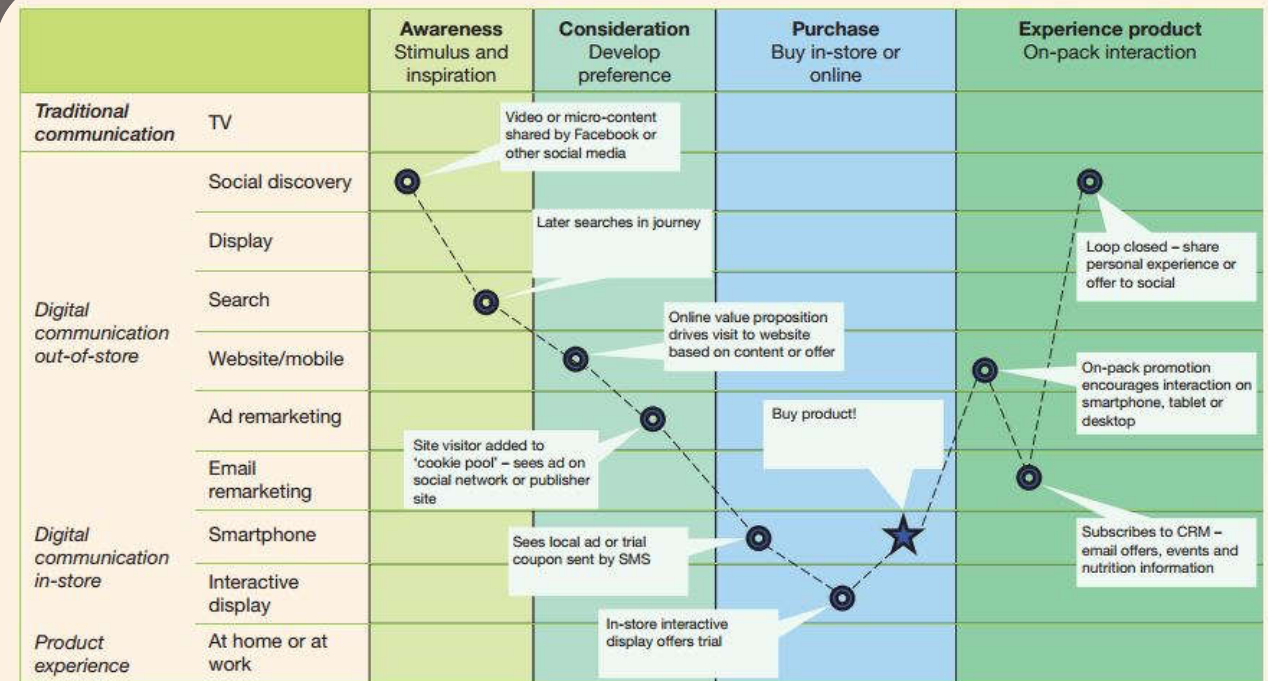 Awareness
Stimulus and
inspiration
Consideration
Develop
preference
Purchase
Buy in-store or
online
Experience product
On-pack interaction
Traditional
communication
TV
Video or micro-content
shared by Facebook or
other social media
Digital
communication
out-of-store
Social discovery
Display
Later searches in journey
Loop closed – share
personal experience or
offer to social
Search
Website/mobile
Online value proposition
drives visit to website
based on content or offer
On-pack promotion
encourages interaction on
smartphone, tablet or
desktop
Ad remarketing
Buy product!
Site visitor added to
'cookie pool' – sees ad on
social network or publisher
site
Email
remarketing
Digital
communication
in-store
Smartphone
Sees local ad or trial
coupon sent by SMS
Subscribes to CRM –
email offers, events and
nutrition information
Interactive
display
In-store interactive
display offers trial
Product
experience
At home or at
work